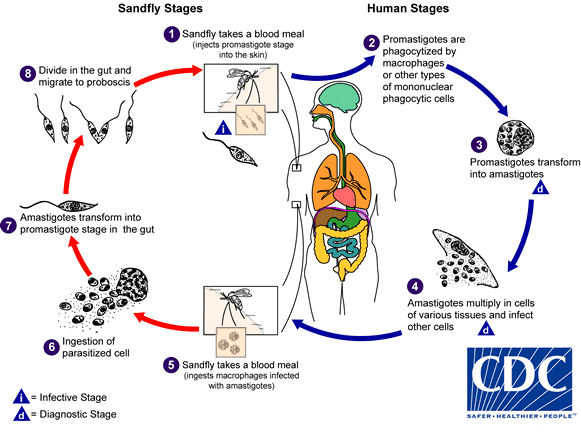 Sandfly Stages
Human Stages
1 Sandfly takes a blood meal
(injects promastigote stage
into the skin)
2 Promastigotes are
phagocytized by
macrophages
or other types
of mononuclear
phagocytic cells
8 Divide in the gut and
migrate to proboscis
i
3
Promastigotes transform
into amastigotes
d
7 Amastigotes transform into
promastigote stage in the gut
4
Amastigotes multiply in cells
of various tissues and infect
other cells
d
6 Ingestion of
parasitized cell
5 Sandfly takes a blood meal
(ingests macrophages infected
with amastigotes)
i = Infective Stage
d = Diagnostic Stage
CDC
SAFER • HEALTHIER • PEOPLE™